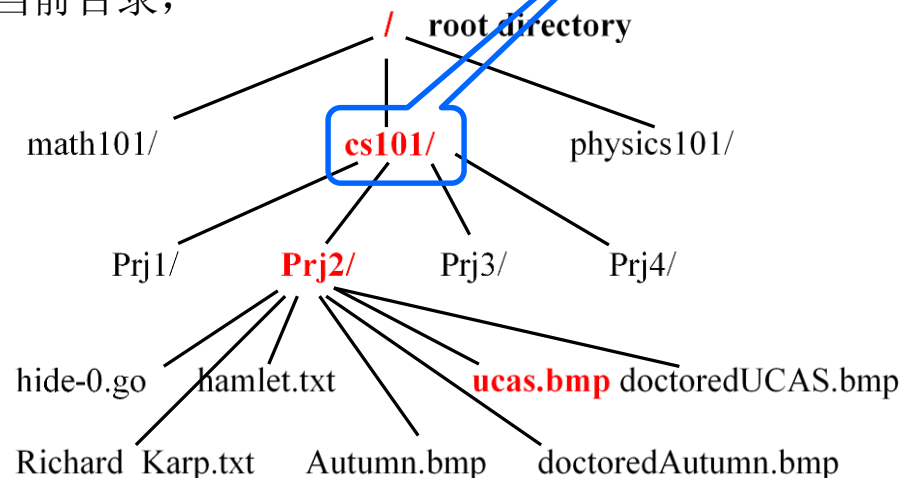 当前目录，
/ root directory
math101/ cs101/ physics101/
Prj1/ Prj2/ Prj3/ Prj4/
hide-0.go hamlet.txt ucas.bmp doctoredUCAS.bmp
Richard Karp.txt Autumn.bmp doctoredAutumn.bmp